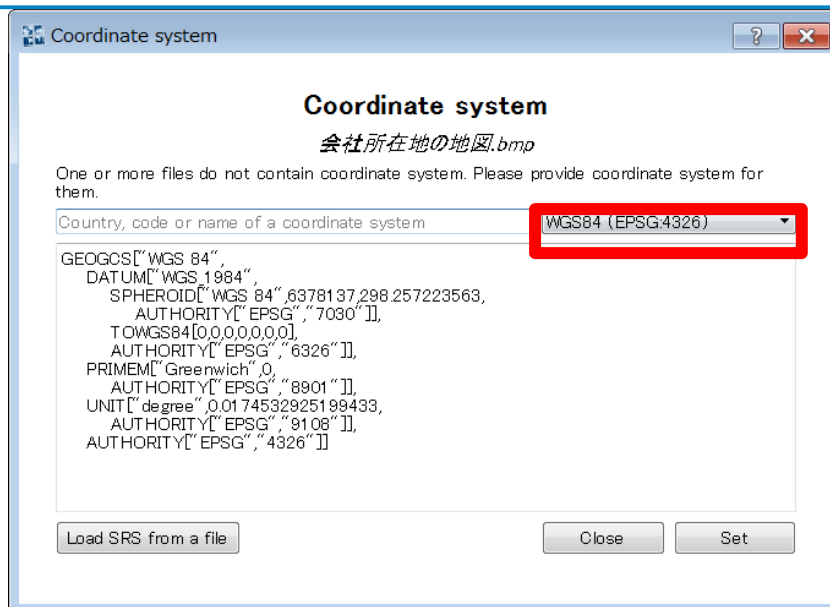 Coordinate system
Coordinate system
会社所在地の地図.bmp
One or more files do not contain coordinate system. Please provide coordinate system for
them.
Country, code or name of a coordinate system WGS84 (EPSG:4326)
GEOGCS["WGS 84",
DATUM["WGS_1984",
SPHEROID["WGS 84",6378137,298.257223563,
AUTHORITY["EPSG","7030"]],
TOWGS84[0,0,0,0,0,0,0],
AUTHORITY["EPSG","6326"]],
PRIMEM["Greenwich",0,
AUTHORITY["EPSG","8901"]],
UNIT["degree",0.0174532925199433,
AUTHORITY["EPSG","9108"]],
AUTHORITY["EPSG","4326"]]
Load SRS from a file Close Set